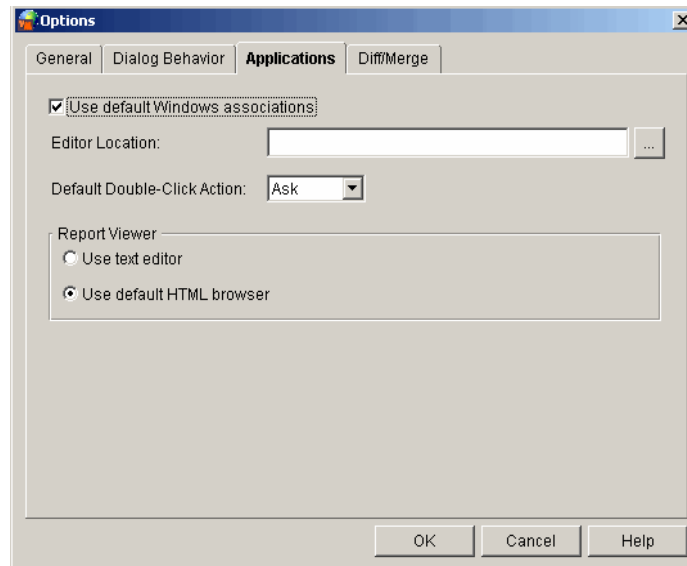 Options
General Dialog Behavior Applications Diff/Merge
Use default Windows associations
Editor Location: ...
Default Double-Click Action: Ask
Report Viewer
Use text editor
Use default HTML browser
OK Cancel Help